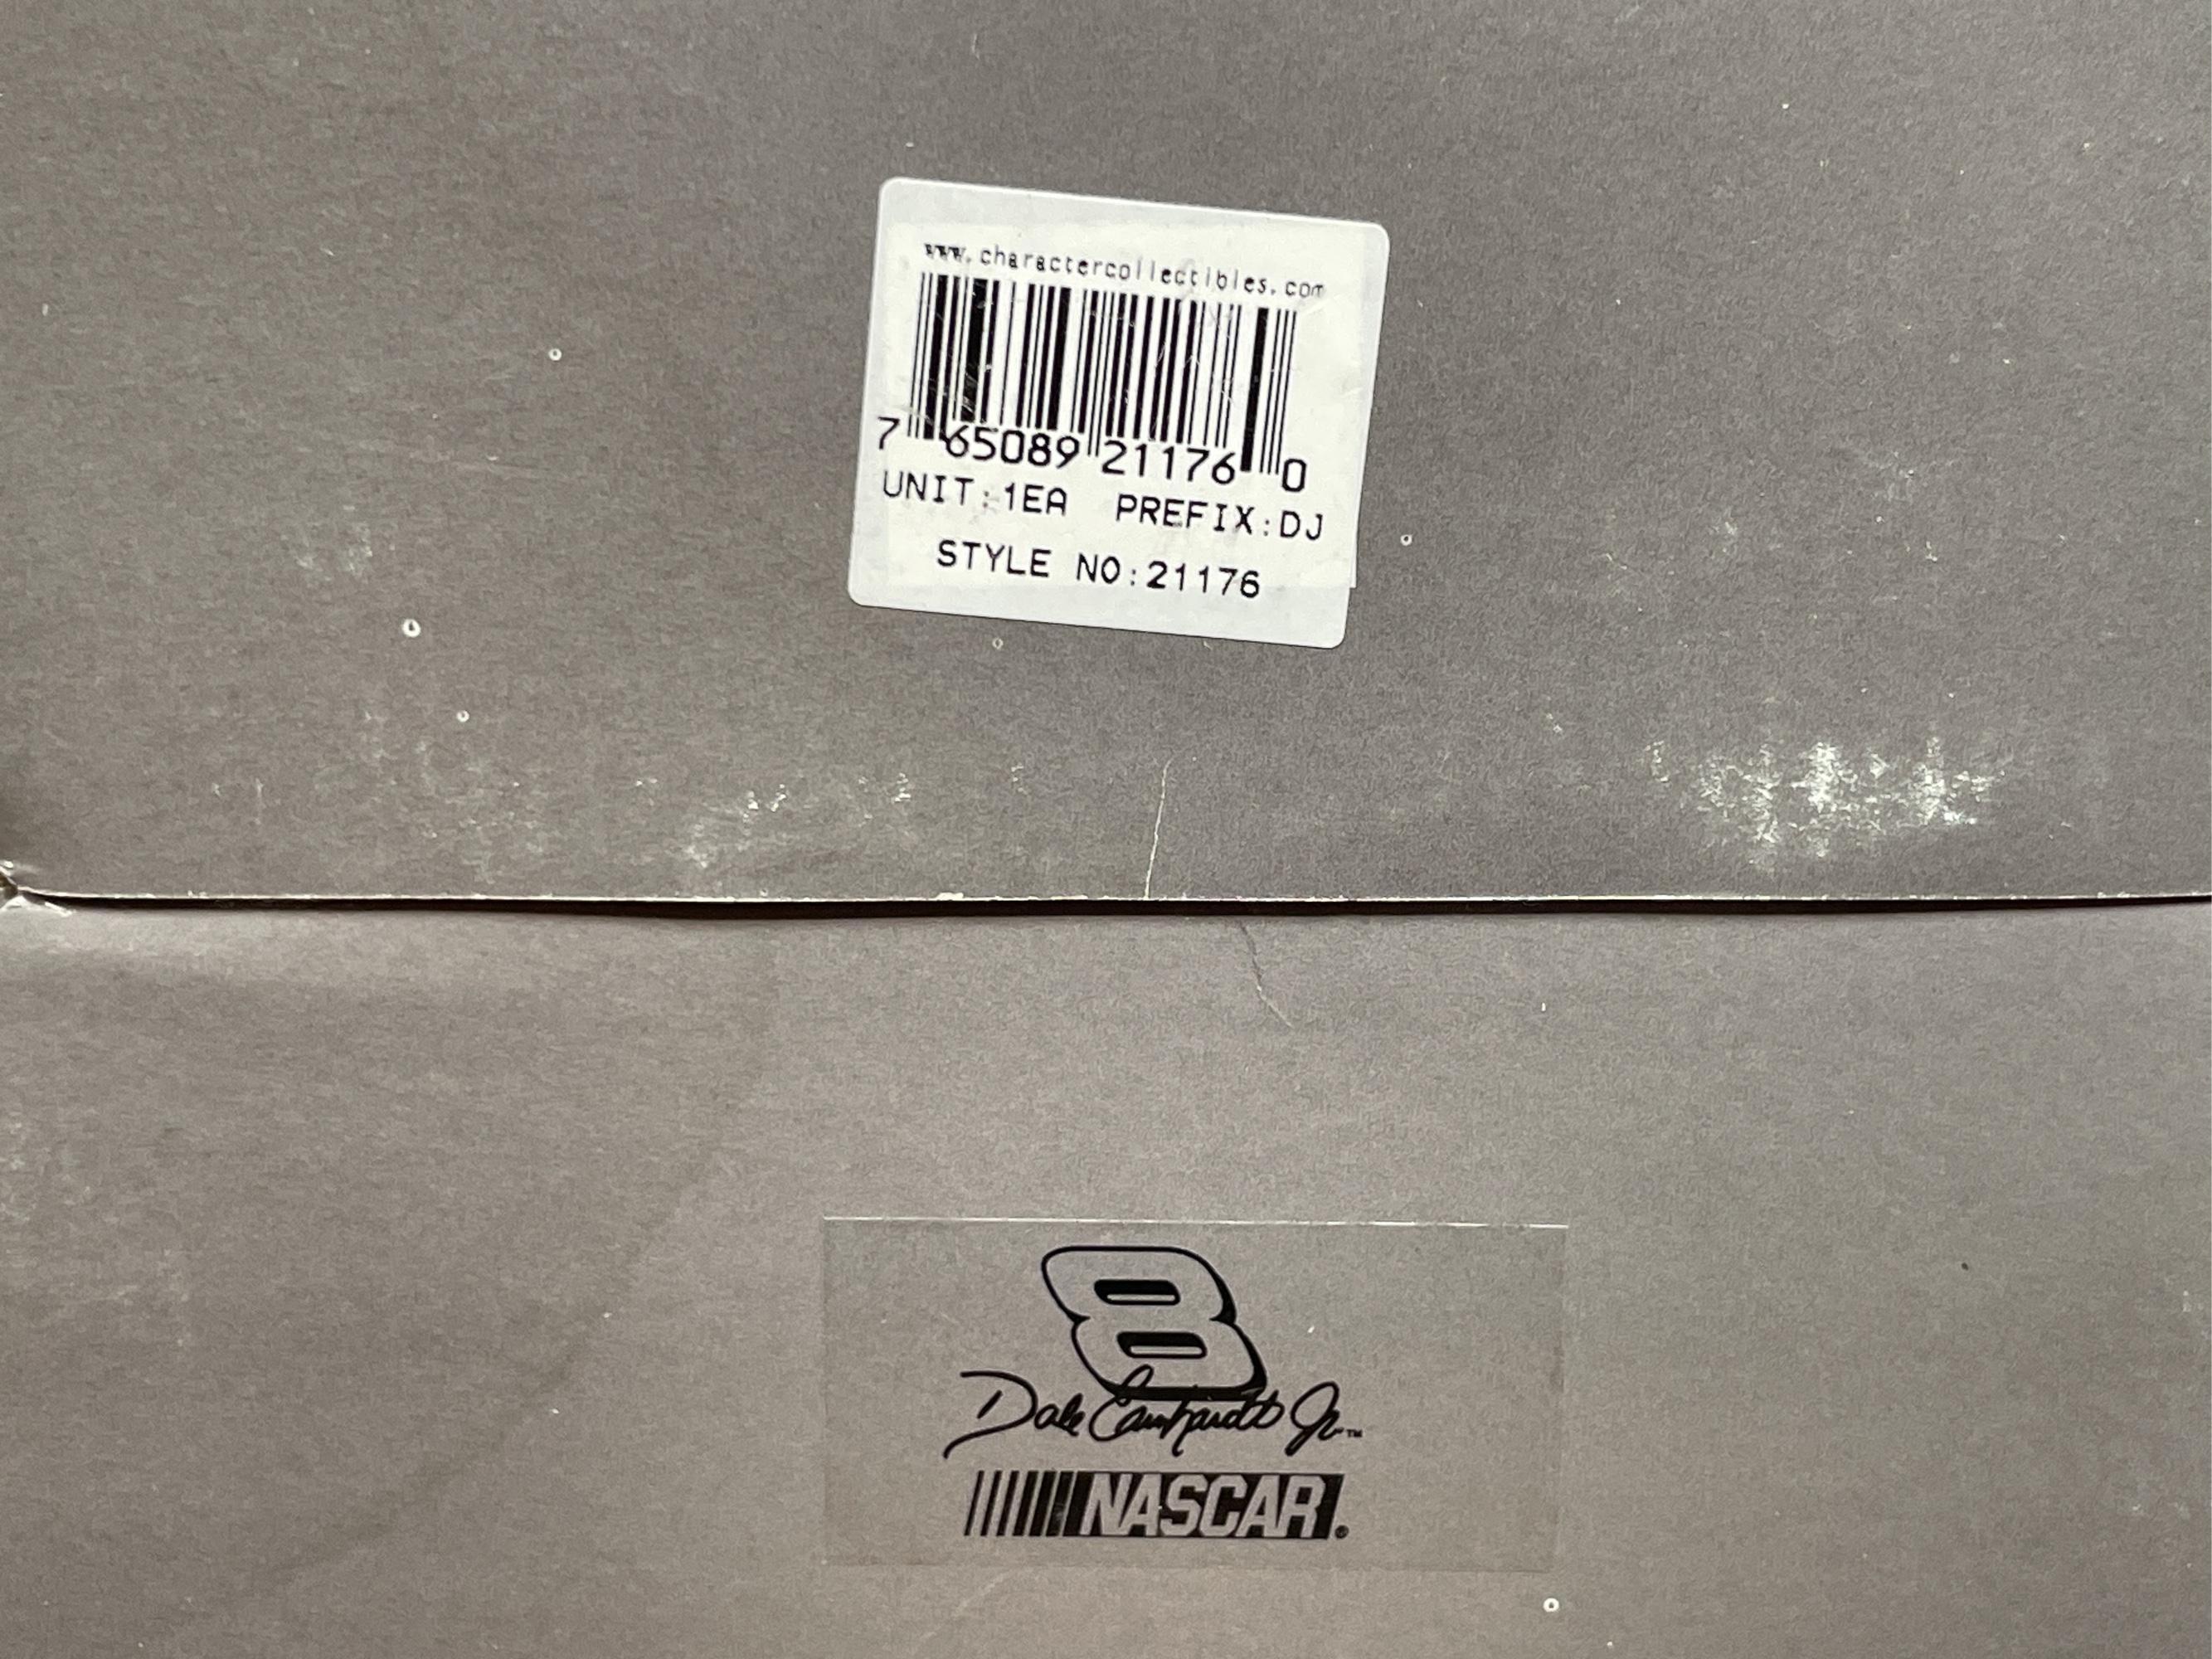 www.charactercollectibles.com
7 65089 21176 0
UNIT:1EA PREFIX:DJ
STYLE NO:21176
8
Dale Earnhardt Jr.™
NASCAR®